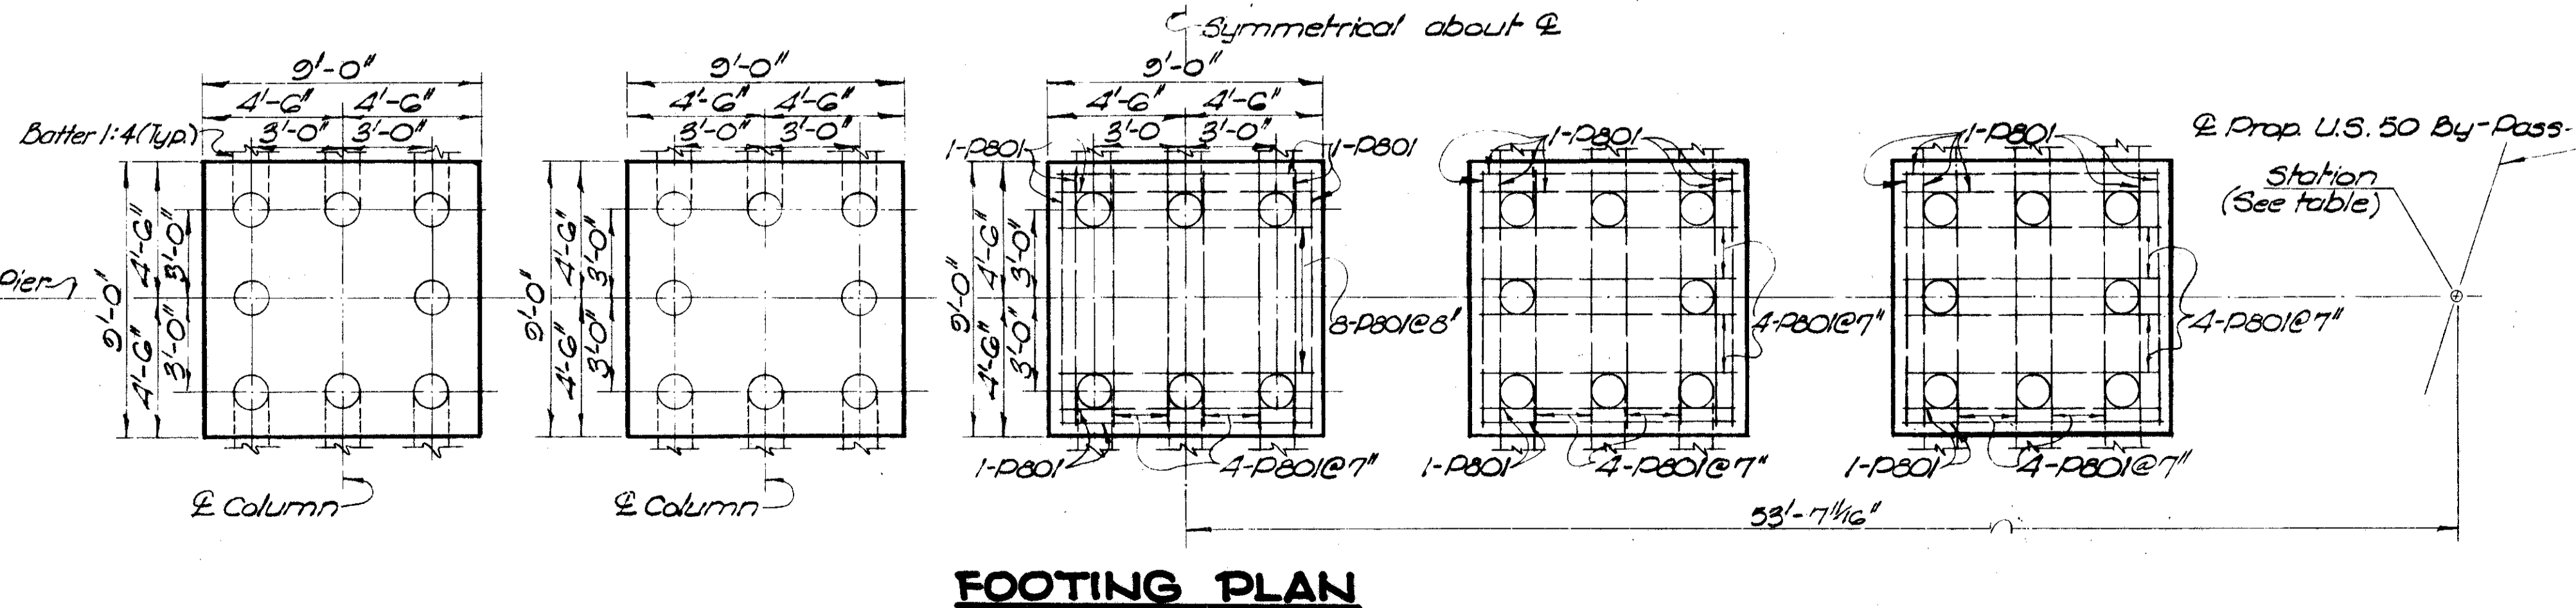 Symmetrical about ℄
9'-0"
9'-0"
9'-0"
4'-6" 4'-6"
4'-6" 4'-6"
4'-6" 4'-6"
Batter 1:4 (Typ.)
3'-0" 3'-0"
3'-0" 3'-0"
3'-0 3'-0"
1-P801
1-P801
1-P801
1-P801
℄ Prop. U.S. 50 By-Pass
Station
(See table)
Pier
9'-0"
4'-6" 4'-6"
3'-0" 3'-0"
9'-0"
4'-6" 4'-6"
3'-0" 3'-0"
9'-0"
4'-6" 4'-6"
3'-0" 3'-0"
8-P801@8'
4-P801@7"
4-P801@7"
1-P801
4-P801@7"
1-P801
4-P801@7"
1-P801
4-P801@7"
℄ Column
℄ Column
53'-7 11/16"
FOOTING PLAN